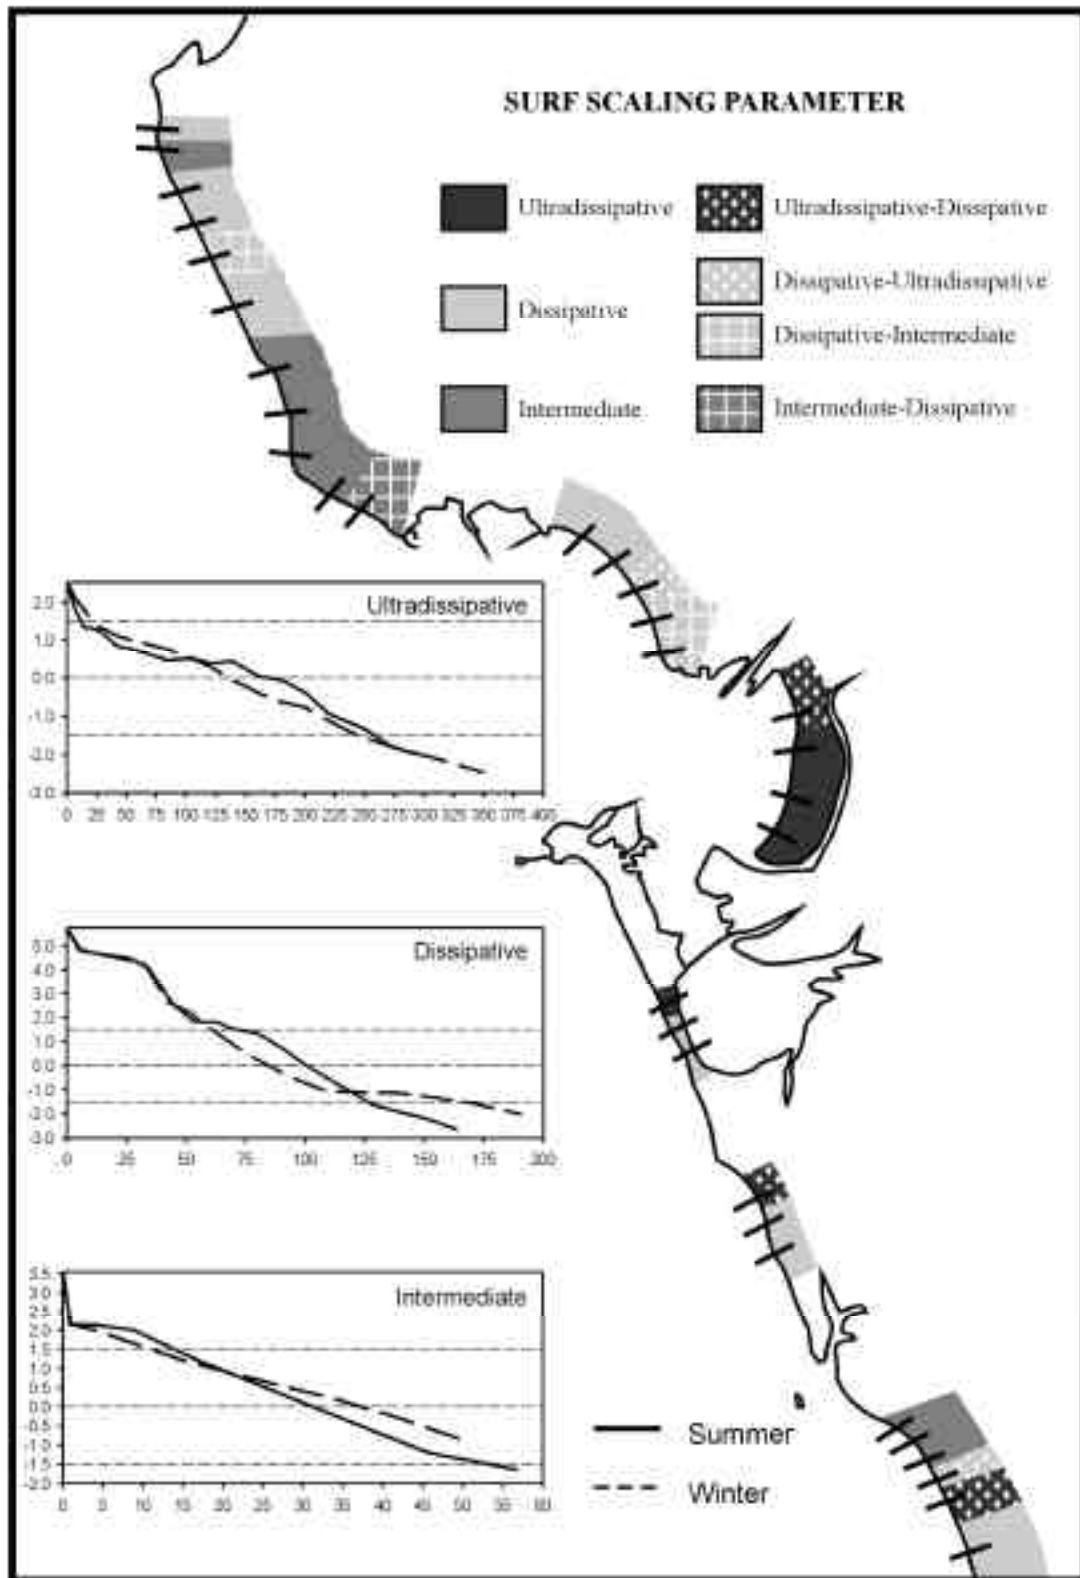 SURF SCALING PARAMETER
Ultradissipative
Ultradissipative-Dissipative
Dissipative-Ultradissipative
Dissipative
Dissipative-Intermediate
Intermediate
Intermediate-Dissipative
Ultradissipative
2.0
1.0
0.0
-1.0
-2.0
-3.0
0 25 50 75 100 125 150 175 200 225 250 275 300 325 350 375 400
Dissipative
5.0
4.0
3.0
2.0
1.0
0.0
-1.0
-2.0
-3.0
0 25 50 75 100 125 150 175 200
Intermediate
3.5
3.0
2.5
2.0
1.5
1.0
0.5
0.0
-0.5
-1.0
-1.5
-2.0
0 5 10 15 20 25 30 35 40 45 50 55 60
Summer
Winter